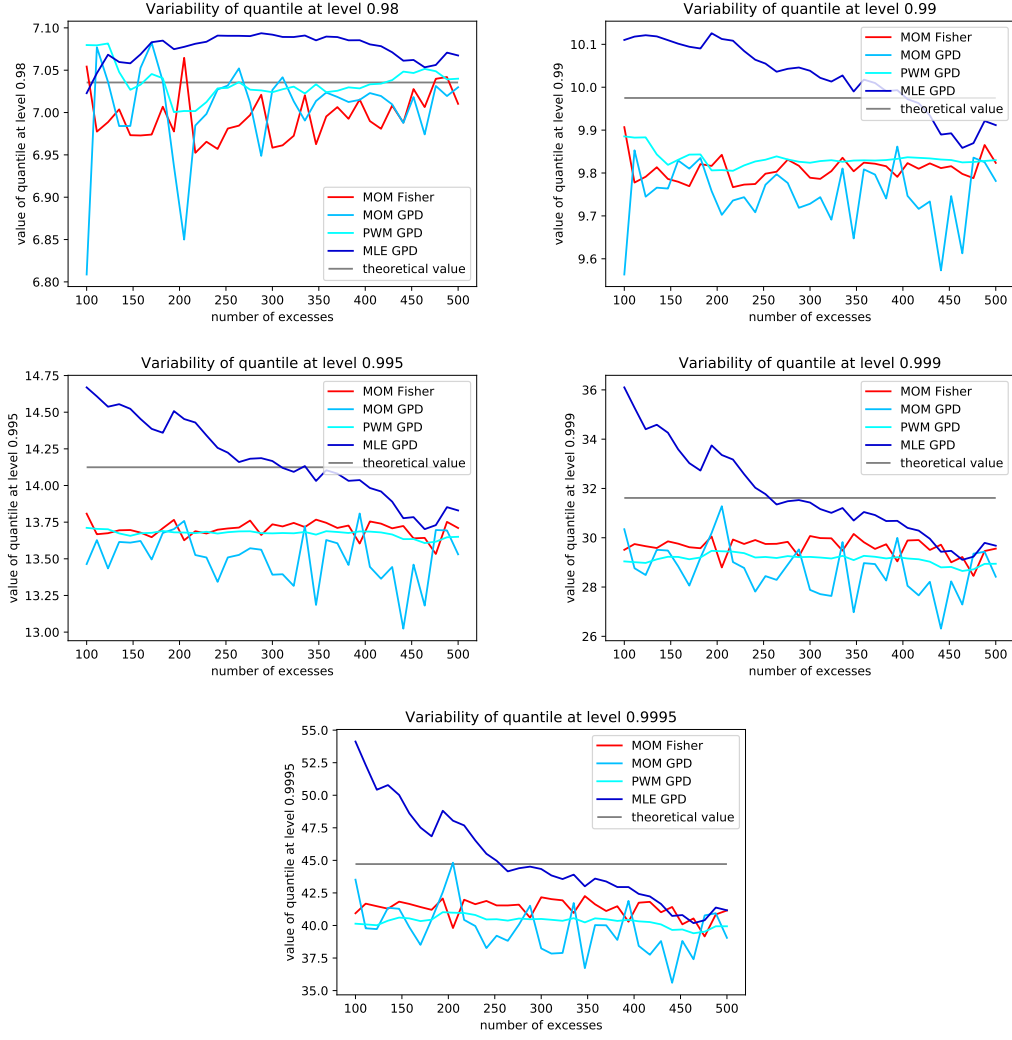 Variability of quantile at level 0.98
value of quantile at level 0.98
7.10
7.05
7.00
6.95
6.90
6.85
6.80
MOM Fisher
MOM GPD
PWM GPD
MLE GPD
theoretical value
100 150 200 250 300 350 400 450 500
number of excesses
Variability of quantile at level 0.99
value of quantile at level 0.99
10.1
10.0
9.9
9.8
9.7
9.6
MOM Fisher
MOM GPD
PWM GPD
MLE GPD
theoretical value
100 150 200 250 300 350 400 450 500
number of excesses
Variability of quantile at level 0.995
value of quantile at level 0.995
14.75
14.50
14.25
14.00
13.75
13.50
13.25
13.00
MOM Fisher
MOM GPD
PWM GPD
MLE GPD
theoretical value
100 150 200 250 300 350 400 450 500
number of excesses
Variability of quantile at level 0.999
value of quantile at level 0.999
36
34
32
30
28
26
MOM Fisher
MOM GPD
PWM GPD
MLE GPD
theoretical value
100 150 200 250 300 350 400 450 500
number of excesses
Variability of quantile at level 0.9995
value of quantile at level 0.9995
55.0
52.5
50.0
47.5
45.0
42.5
40.0
37.5
35.0
MOM Fisher
MOM GPD
PWM GPD
MLE GPD
theoretical value
100 150 200 250 300 350 400 450 500
number of excesses